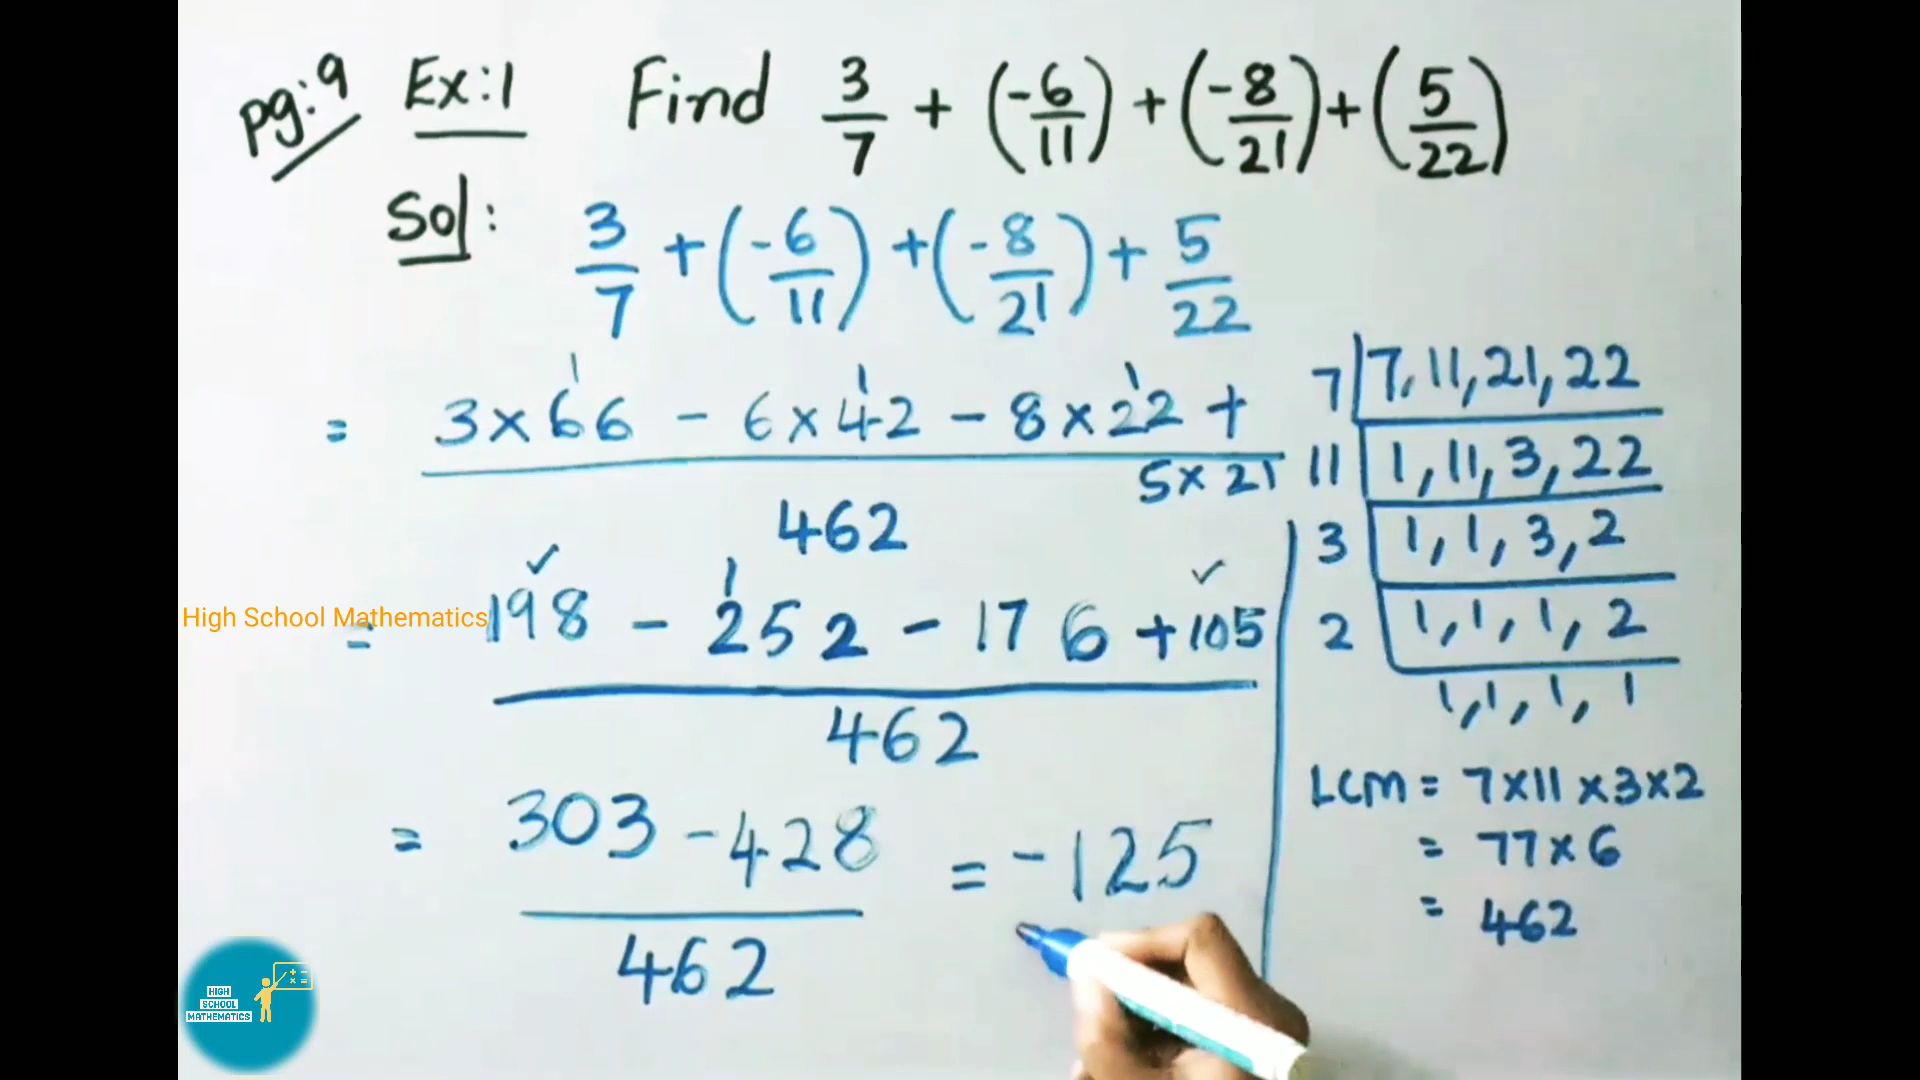 pg:9 Ex:1 Find 3/7 + (-6/11) + (-8/21) + (5/22)
Sol: 3/7 + (-6/11) + (-8/21) + 5/22
= 3 × 66 - 6 × 42 - 8 × 22 + 5 × 21 / 462
= 198 - 252 - 176 + 105 / 462
= 303 - 428 / 462 = -125
7 | 7, 11, 21, 22
11 | 1, 11, 3, 22
3 | 1, 1, 3, 2
2 | 1, 1, 1, 2
1, 1, 1, 1
LCM = 7×11×3×2
= 77×6
= 462
High School Mathematics
HIGH
SCHOOL
MATHEMATICS